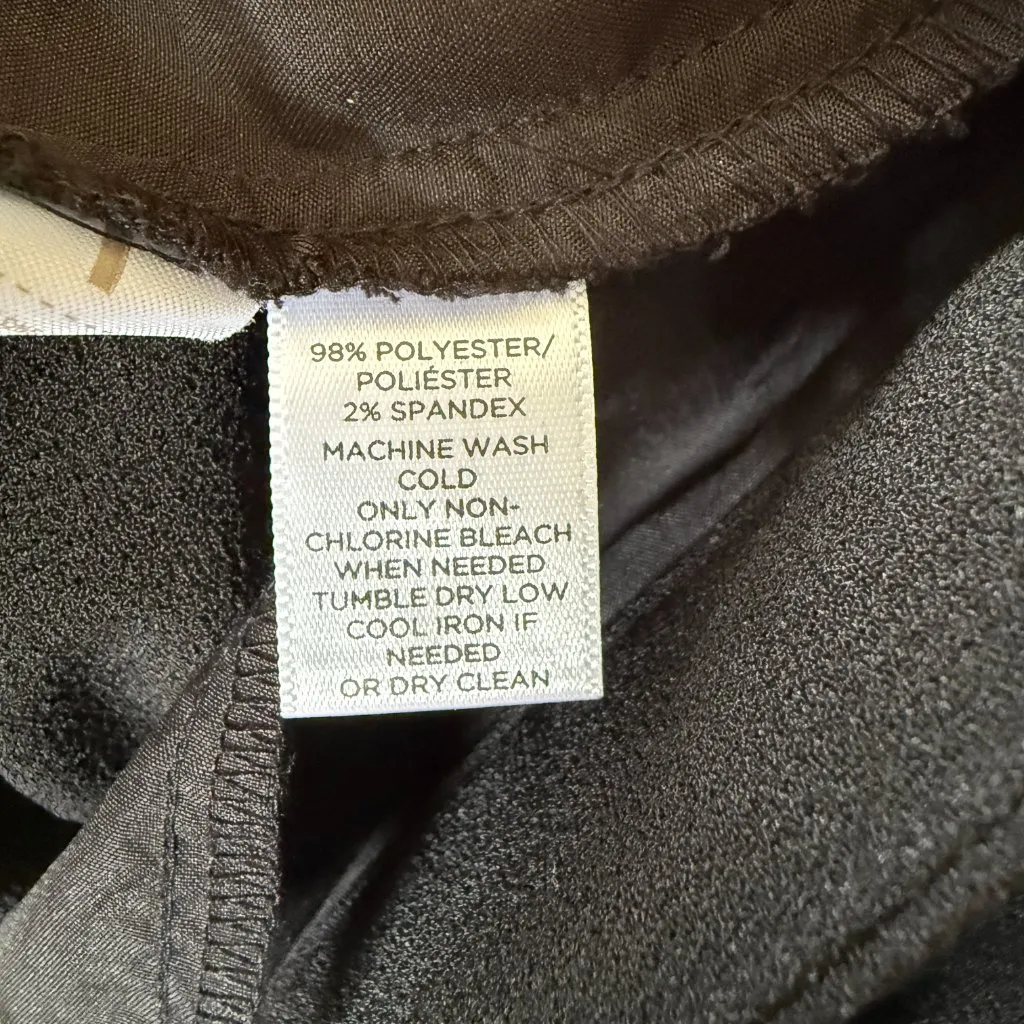 98% POLYESTER/
POLIÉSTER
2% SPANDEX
MACHINE WASH
COLD
ONLY NON-
CHLORINE BLEACH
WHEN NEEDED
TUMBLE DRY LOW
COOL IRON IF
NEEDED
OR DRY CLEAN